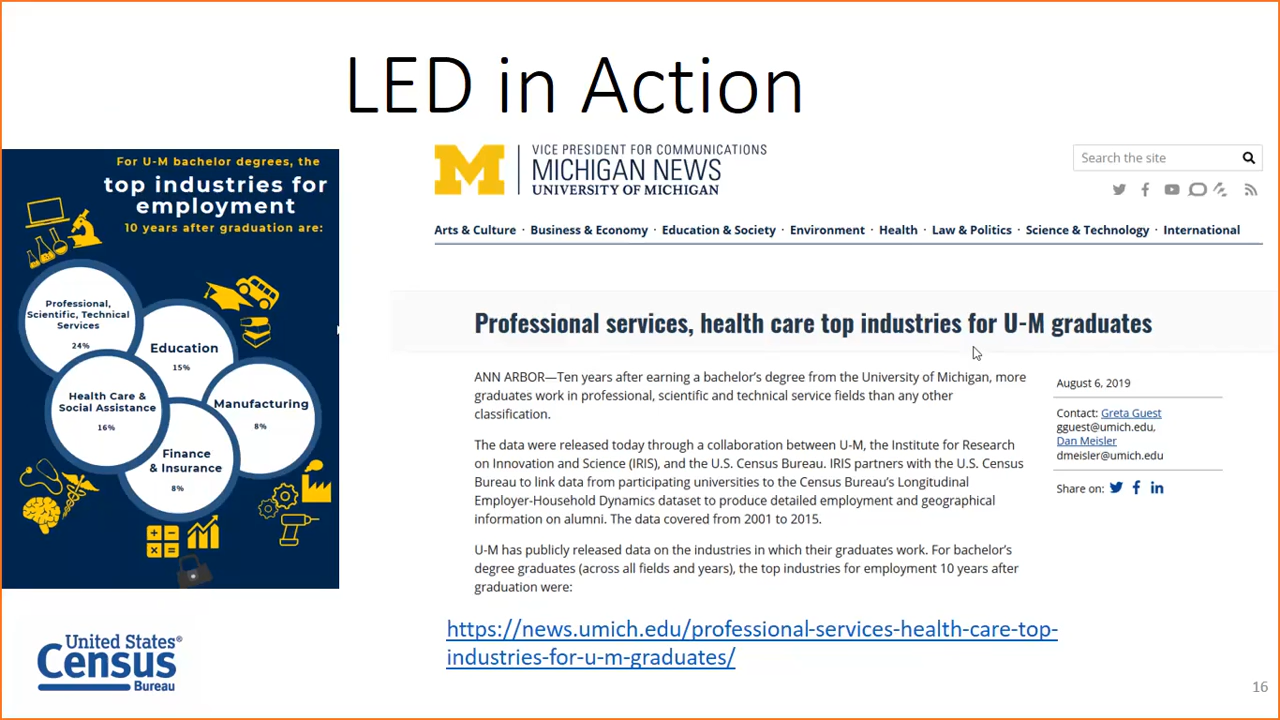 LED in Action
For U-M bachelor degrees, the
top industries for
employment
10 years after graduation are:
Professional,
Scientific, Technical
Services
24%
Education
15%
Health Care &
Social Assistance
16%
Manufacturing
8%
Finance
& Insurance
8%
M
VICE PRESIDENT FOR COMMUNICATIONS
MICHIGAN NEWS
UNIVERSITY OF MICHIGAN
Search the site
Arts & Culture · Business & Economy · Education & Society · Environment · Health · Law & Politics · Science & Technology · International
Professional services, health care top industries for U-M graduates
ANN ARBOR—Ten years after earning a bachelor's degree from the University of Michigan, more
graduates work in professional, scientific and technical service fields than any other
classification.
The data were released today through a collaboration between U-M, the Institute for Research
on Innovation and Science (IRIS), and the U.S. Census Bureau. IRIS partners with the U.S. Census
Bureau to link data from participating universities to the Census Bureau's Longitudinal
Employer-Household Dynamics dataset to produce detailed employment and geographical
information on alumni. The data covered from 2001 to 2015.
U-M has publicly released data on the industries in which their graduates work. For bachelor's
degree graduates (across all fields and years), the top industries for employment 10 years after
graduation were:
August 6, 2019
Contact: Greta Guest
gguest@umich.edu,
Dan Meisler
dmeisler@umich.edu
Share on:
https://news.umich.edu/professional-services-health-care-top-
industries-for-u-m-graduates/
United States®
Census
Bureau
16